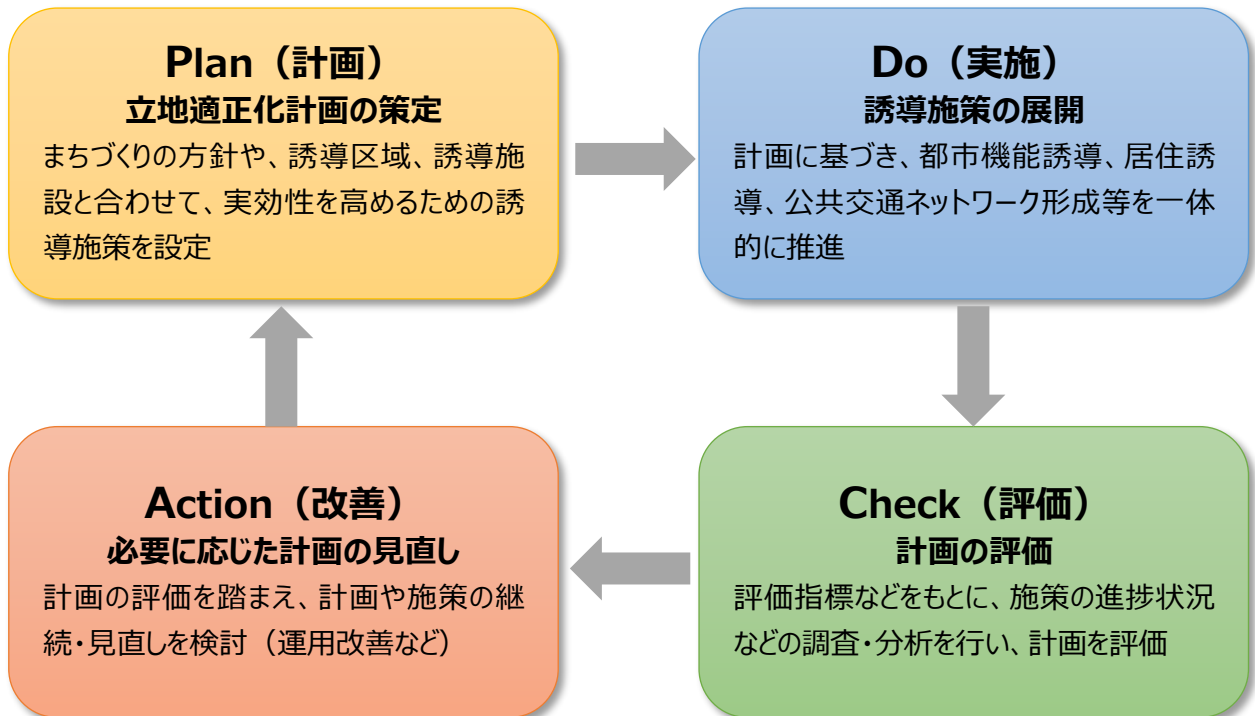 Plan（計画）
立地適正化計画の策定
まちづくりの方針や、誘導区域、誘導施
設と合わせて、実効性を高めるための誘
導施策を設定
Do（実施）
誘導施策の展開
計画に基づき、都市機能誘導、居住誘
導、公共交通ネットワーク形成等を一体
的に推進
Check（評価）
計画の評価
評価指標などをもとに、施策の進捗状況
などの調査・分析を行い、計画を評価
Action（改善）
必要に応じた計画の見直し
計画の評価を踏まえ、計画や施策の継
続・見直しを検討（運用改善など）